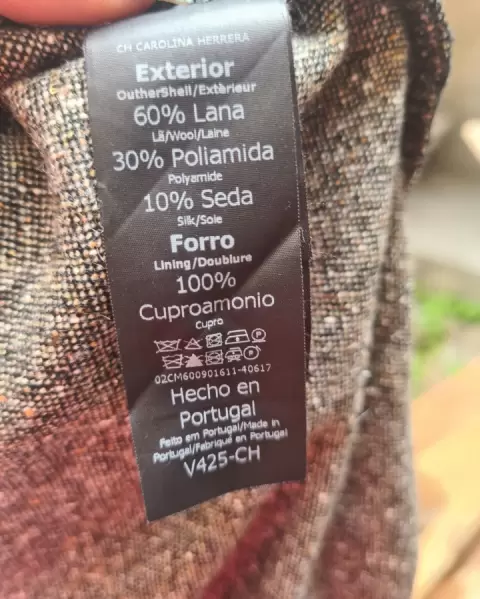 CH CAROLINA HERRERA
Exterior
OutherShell/Extèrieur
60% Lana
Lã/Wool/Laine
30% Poliamida
Polyamide
10% Seda
Silk/Soie
Forro
Lining/Doublure
100%
Cuproamonio
Cupro
02CM600901611-40617
Hecho en
Portugal
Feito em Portugal/Made in
Portugal/Fabriqué en Portugal
V425-CH